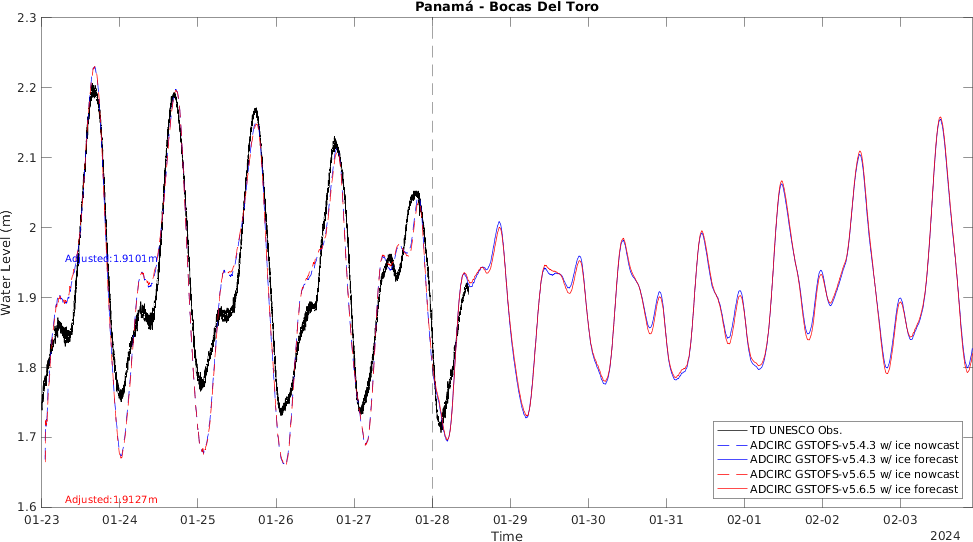 Panamá - Bocas Del Toro
2.3
2.2
2.1
2
1.9
1.8
1.7
1.6
Water Level (m)
Adjusted:1.9101m
Adjusted:1.9127m
TD UNESCO Obs.
ADCIRC GSTOFS-v5.4.3 w/ ice nowcast
ADCIRC GSTOFS-v5.4.3 w/ ice forecast
ADCIRC GSTOFS-v5.6.5 w/ ice nowcast
ADCIRC GSTOFS-v5.6.5 w/ ice forecast
01-23 01-24 01-25 01-26 01-27 01-28 01-29 01-30 01-31 02-01 02-02 02-03
Time
2024